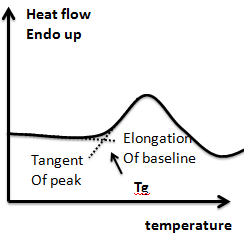 Heat flow
Endo up
Elongation
Of baseline
Tangent
Of peak
Tg
temperature